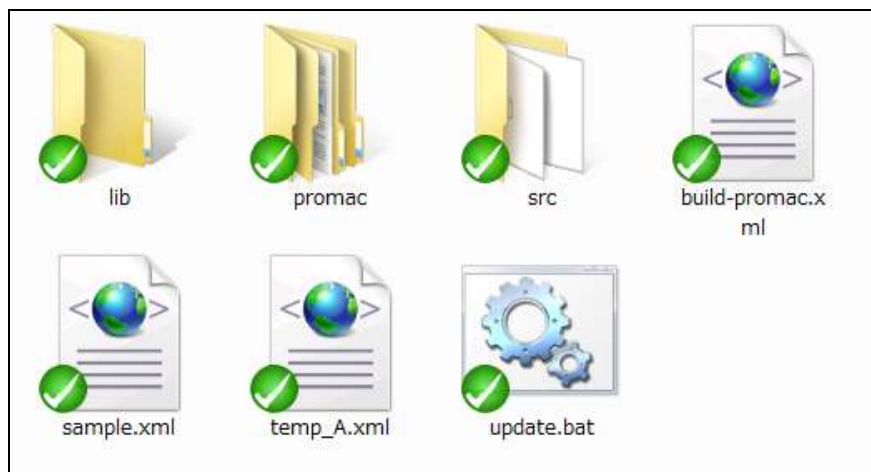 lib
promac
src
build-promac.x
ml
sample.xml
temp_A.xml
update.bat